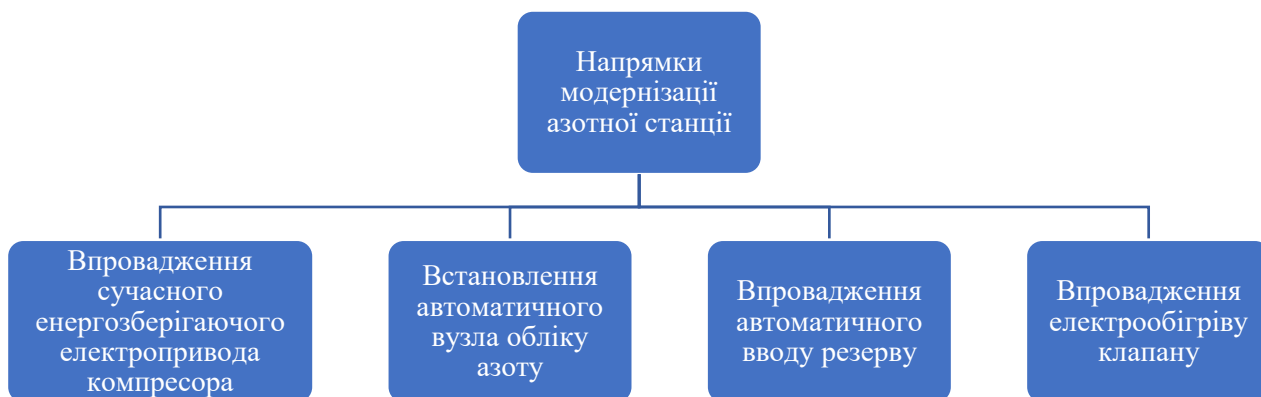 Напрямки
модернізації
азотної станції
Впровадження
сучасного
енергозберігаючого
електропривода
компресора
Встановлення
автоматичного
вузла обліку
азоту
Впровадження
автоматичного
вводу резерву
Впровадження
електрообігріву
клапану